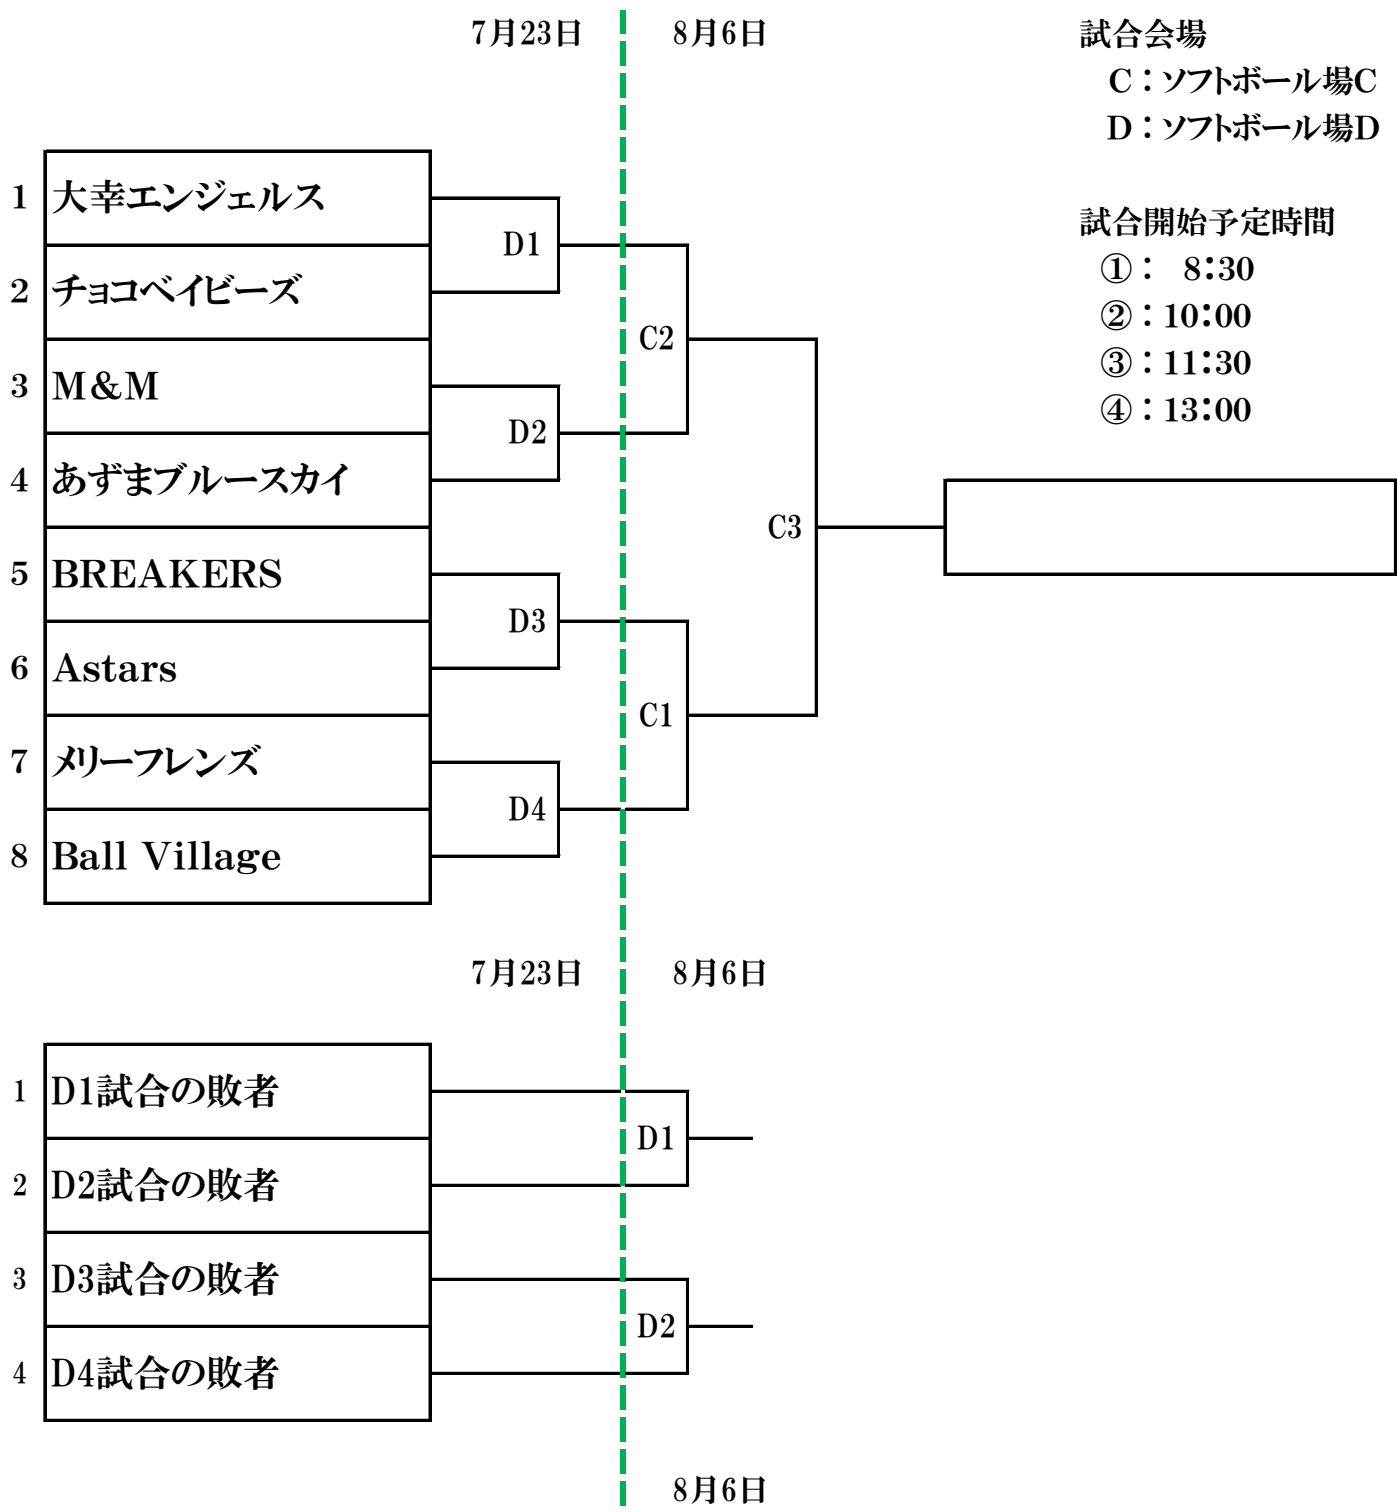 7月23日 8月6日
試合会場
C：ソフトボール場C
D：ソフトボール場D
試合開始予定時間
①： 8：30
②：10：00
③：11：30
④：13：00
1 大幸エンジェルス
D1
2 チョコベイビーズ
C2
3 M&M
D2
4 あずまブルースカイ
C3
5 BREAKERS
D3
6 Astars
C1
7 メリーフレンズ
D4
8 Ball Village
7月23日 8月6日
1 D1試合の敗者
D1
2 D2試合の敗者
3 D3試合の敗者
D2
4 D4試合の敗者
8月6日